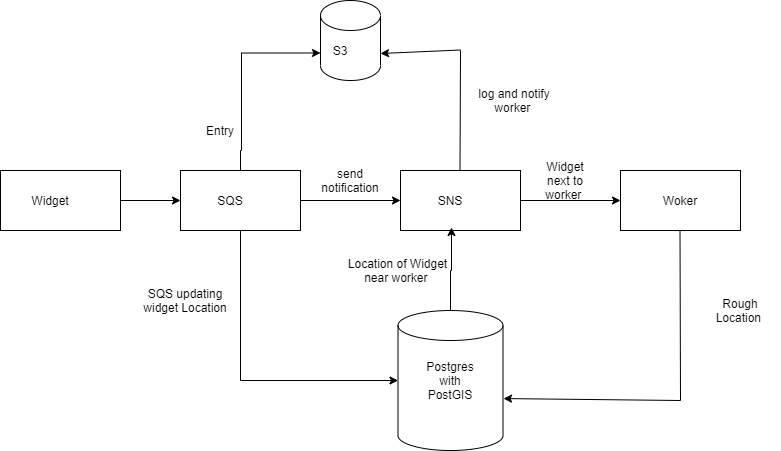 S3
log and notify
worker
Entry
Widget
SQS
send
notification
SNS
Widget
next to
worker
Woker
SQS updating
widget Location
Location of Widget
near worker
Rough
Location
Postgres
with
PostGIS